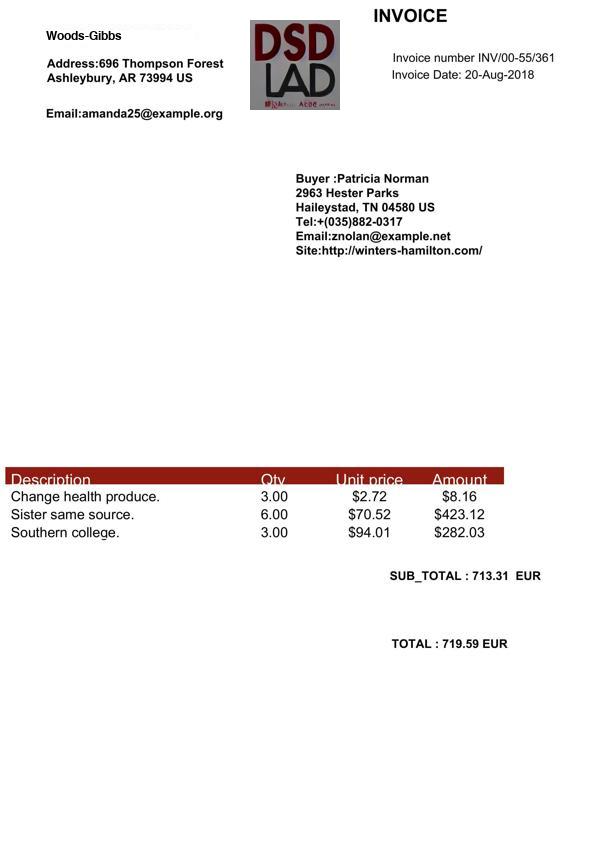 INVOICE
Woods-Gibbs
Address:696 Thompson Forest
Ashleybury, AR 73994 US
Email:amanda25@example.org
DSD
LAD
Invoice number INV/00-55/361
Invoice Date: 20-Aug-2018
Buyer :Patricia Norman
2963 Hester Parks
Haileystad, TN 04580 US
Tel:+(035)882-0317
Email:znolan@example.net
Site:http://winters-hamilton.com/
Description Qty Unit price Amount
Change health produce. 3.00 $2.72 $8.16
Sister same source. 6.00 $70.52 $423.12
Southern college. 3.00 $94.01 $282.03
SUB_TOTAL : 713.31 EUR
TOTAL : 719.59 EUR